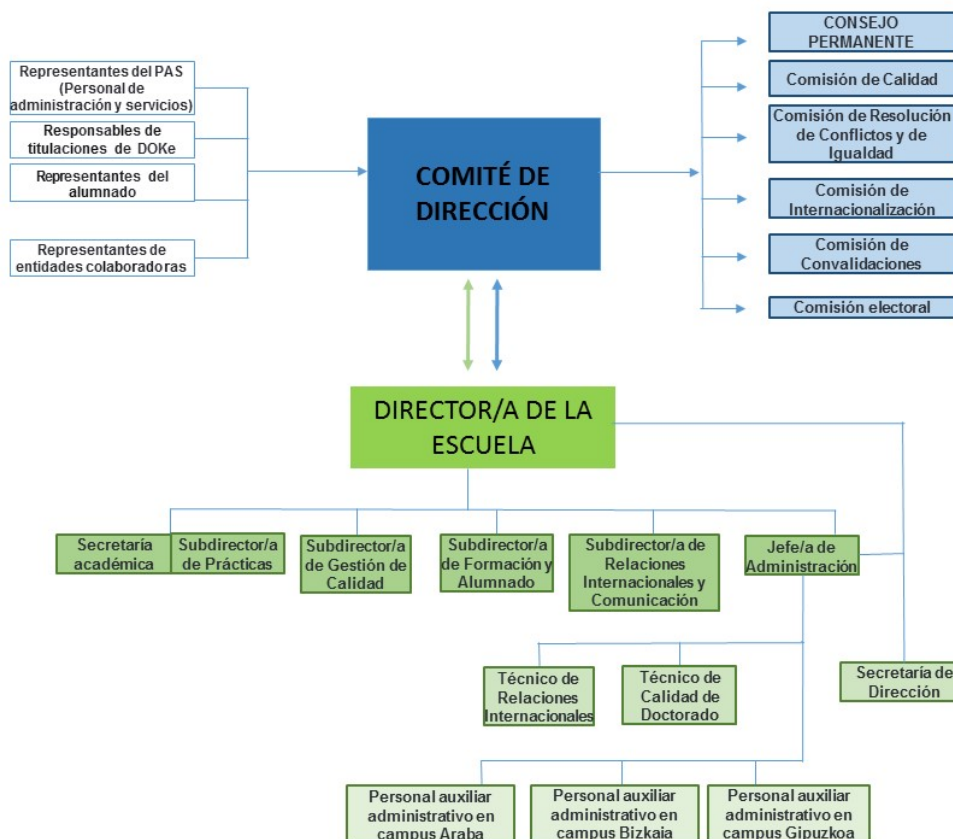 Representantes del PAS
(Personal de
administración y servicios)
Responsables de
titulaciones de DOKe
Representantes del
alumnado
Representantes de
entidades colaboradoras
COMITÉ DE
DIRECCIÓN
CONSEJO
PERMANENTE
Comisión de Calidad
Comisión de Resolución
de Conflictos y de
Igualdad
Comisión de
Internacionalización
Comisión de
Convalidaciones
Comisión electoral
DIRECTOR/A DE LA
ESCUELA
Secretaría
académica
Subdirector/a
de Prácticas
Subdirector/a
de Gestión de
Calidad
Subdirector/a
de Formación y
Alumnado
Subdirector/a de
Relaciones
Internacionales y
Comunicación
Jefe/a de
Administración
Técnico de
Relaciones
Internacionales
Técnico de
Calidad de
Doctorado
Secretaría de
Dirección
Personal auxiliar
administrativo en
campus Araba
Personal auxiliar
administrativo en
campus Bizkaia
Personal auxiliar
administrativo en
campus Gipuzkoa